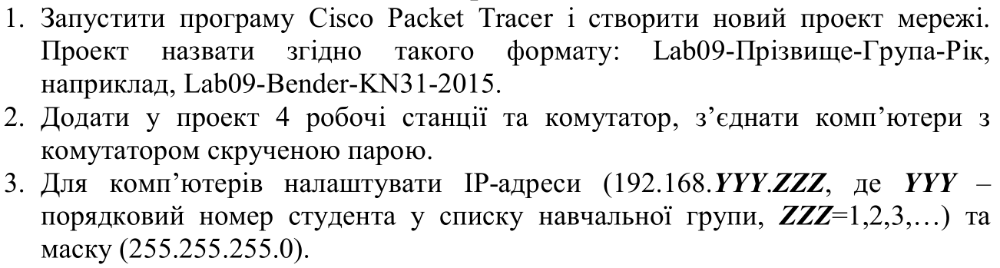 1. Запустити програму Cisco Packet Tracer і створити новий проект мережі.
Проект назвати згідно такого формату: Lab09-Прізвище-Група-Рік,
наприклад, Lab09-Bender-KN31-2015.
2. Додати у проект 4 робочі станції та комутатор, з’єднати комп’ютери з
комутатором скрученою парою.
3. Для комп’ютерів налаштувати IP-адреси (192.168.YYY.ZZZ, де YYY –
порядковий номер студента у списку навчальної групи, ZZZ=1,2,3,…) та
маску (255.255.255.0).